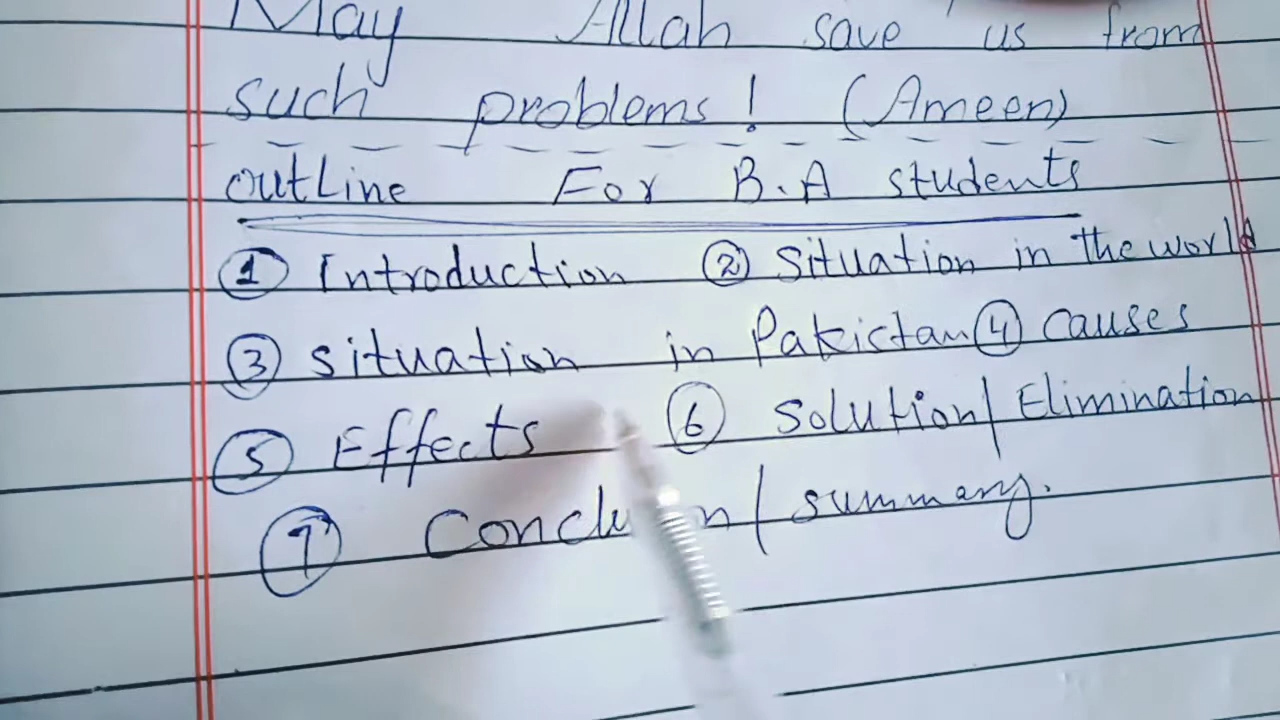 May Allah save us from
such problems! (Ameen)
outline For B.A students
① Introduction ② situation in the world
③ situation in Pakistan ④ causes
⑤ Effects ⑥ solution/Elimination
⑦ /summary.